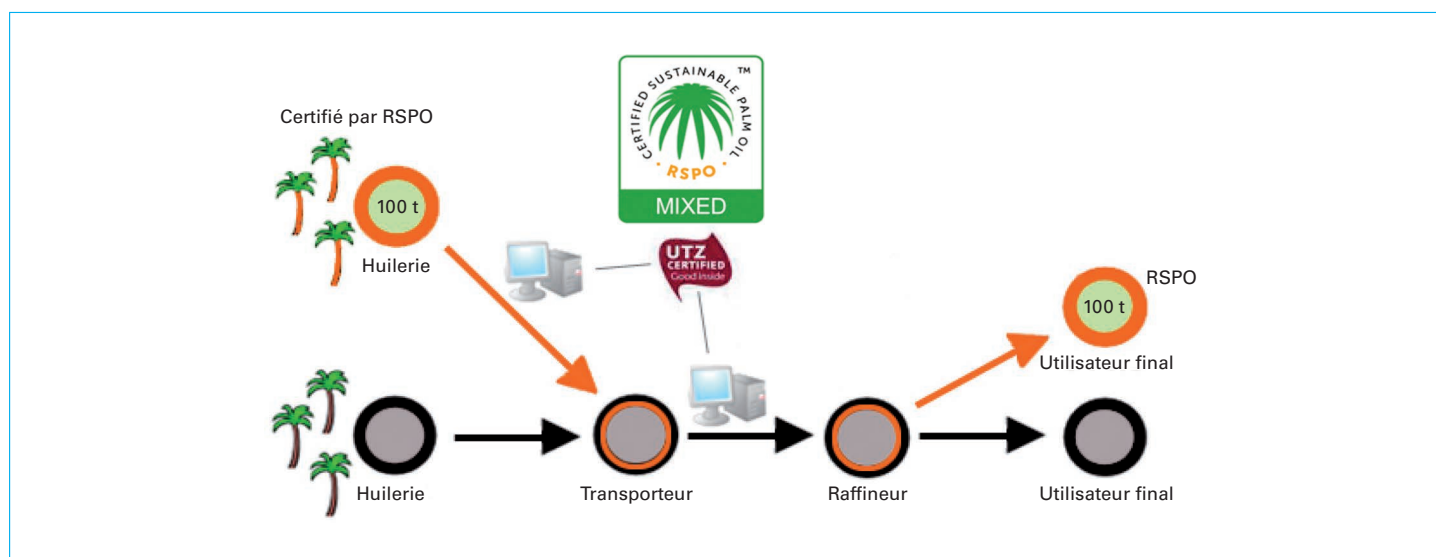 Certifié par RSPO
100 t
Huilerie
CERTIFIED SUSTAINABLE PALM OIL
TM
· RSPO ·
MIXED
UTZ
CERTIFIED
Good inside
RSPO
100 t
Utilisateur final
Huilerie
Transporteur
Raffineur
Utilisateur final